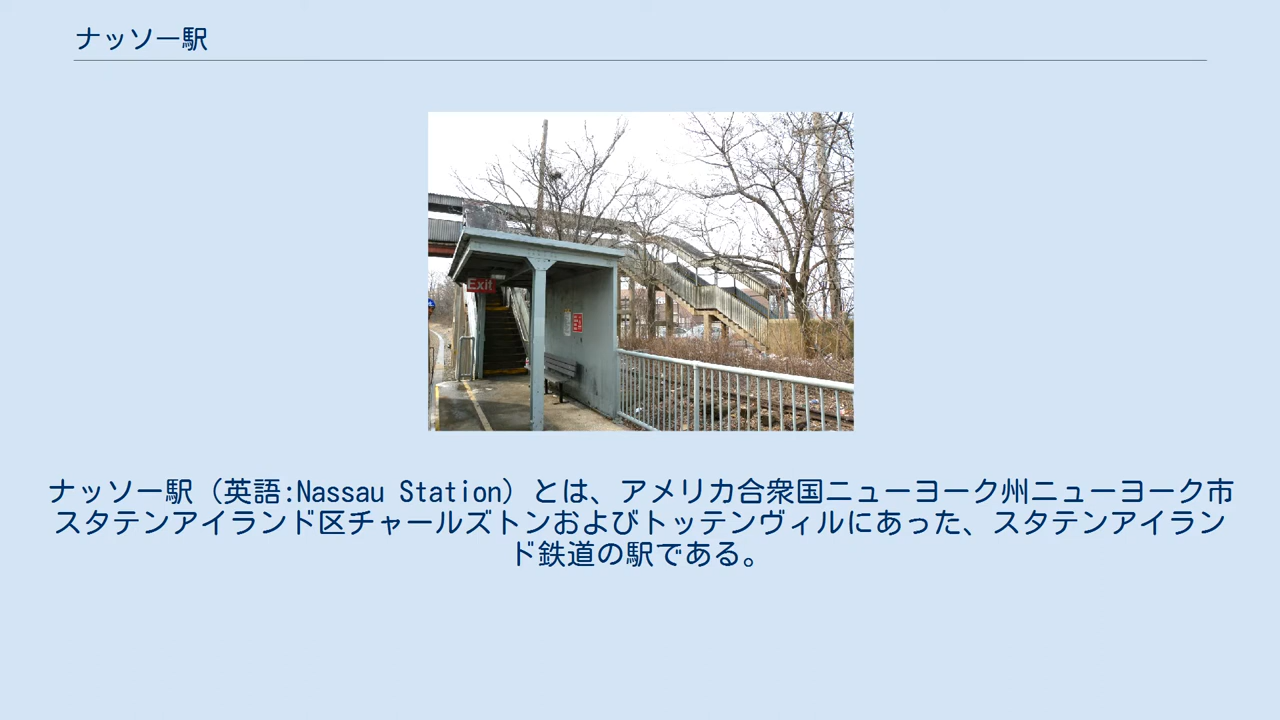 ナッソー駅
Exit
ナッソー駅（英語:Nassau Station）とは、アメリカ合衆国ニューヨーク州ニューヨーク市
スタテンアイランド区チャールズトンおよびトッテンヴィルにあった、スタテンアイラン
ド鉄道の駅である。